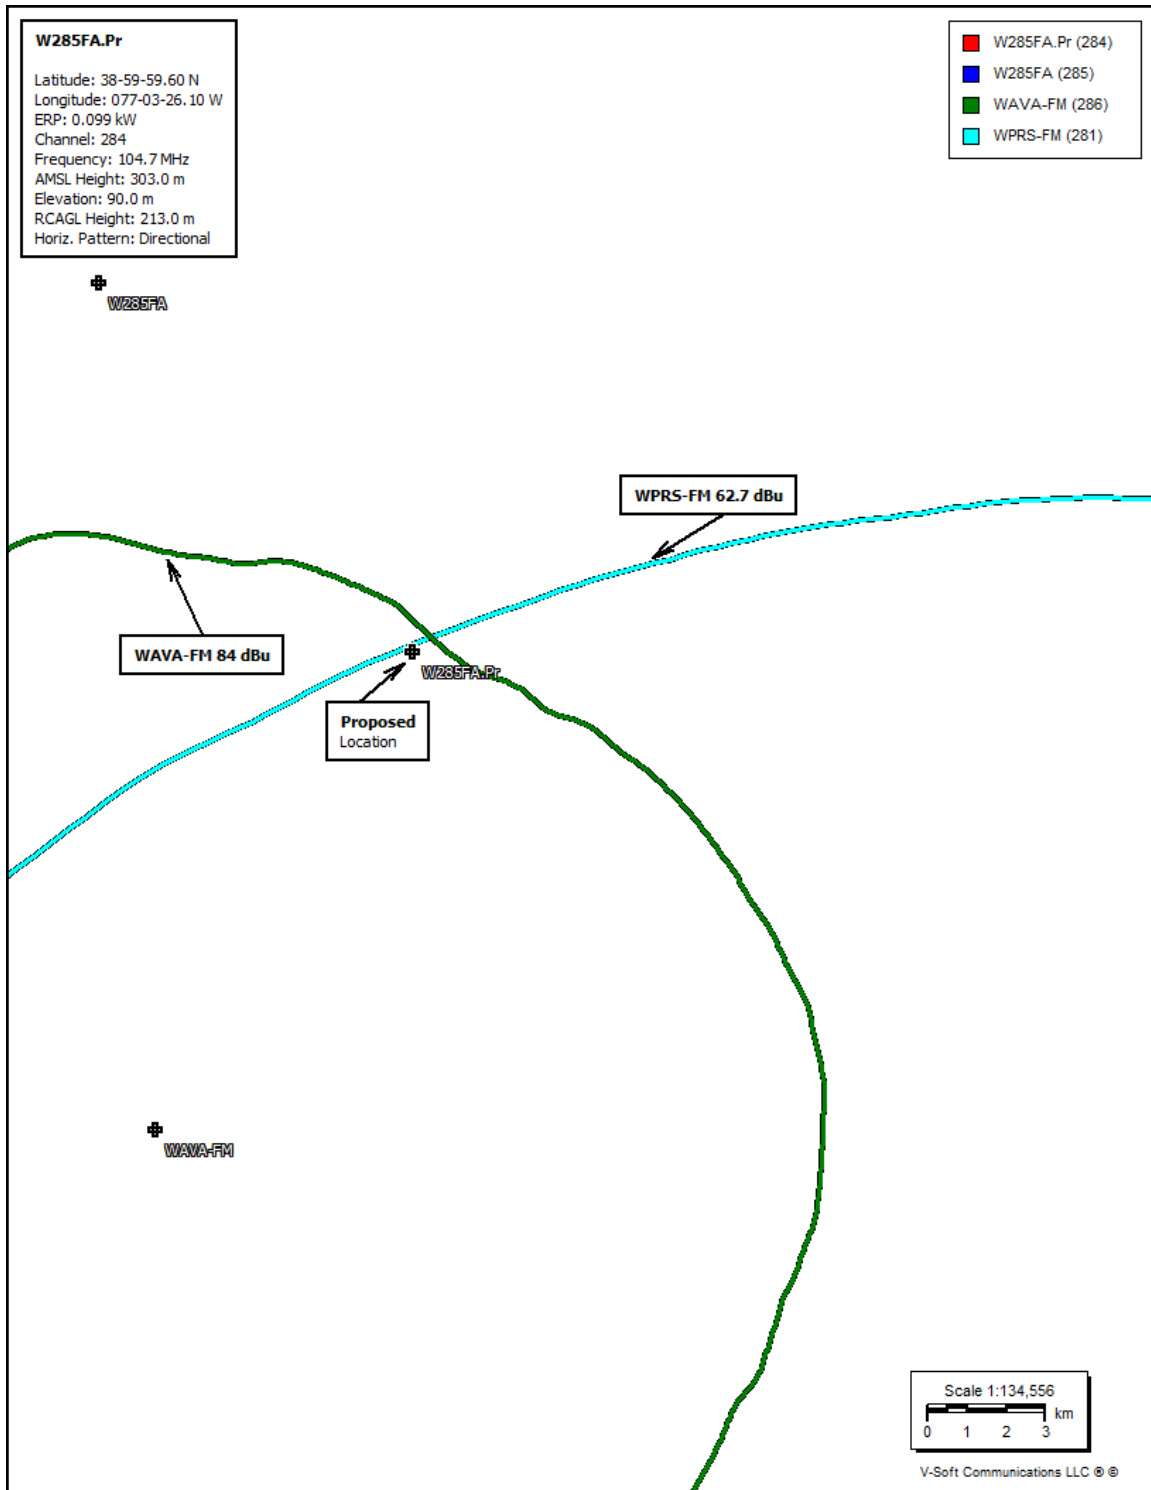 W285FA.Pr
Latitude: 38-59-59.60 N
Longitude: 077-03-26.10 W
ERP: 0.099 kW
Channel: 284
Frequency: 104.7 MHz
AMSL Height: 303.0 m
Elevation: 90.0 m
RCAGL Height: 213.0 m
Horiz. Pattern: Directional
W285FA.Pr (284)
W285FA (285)
WAVA-FM (286)
WPRS-FM (281)
W285FA
WPRS-FM 62.7 dBu
WAVA-FM 84 dBu
W285FA.Pr
Proposed
Location
WAVA-FM
Scale 1:134,556
km
0 1 2 3
V-Soft Communications LLC ® ©